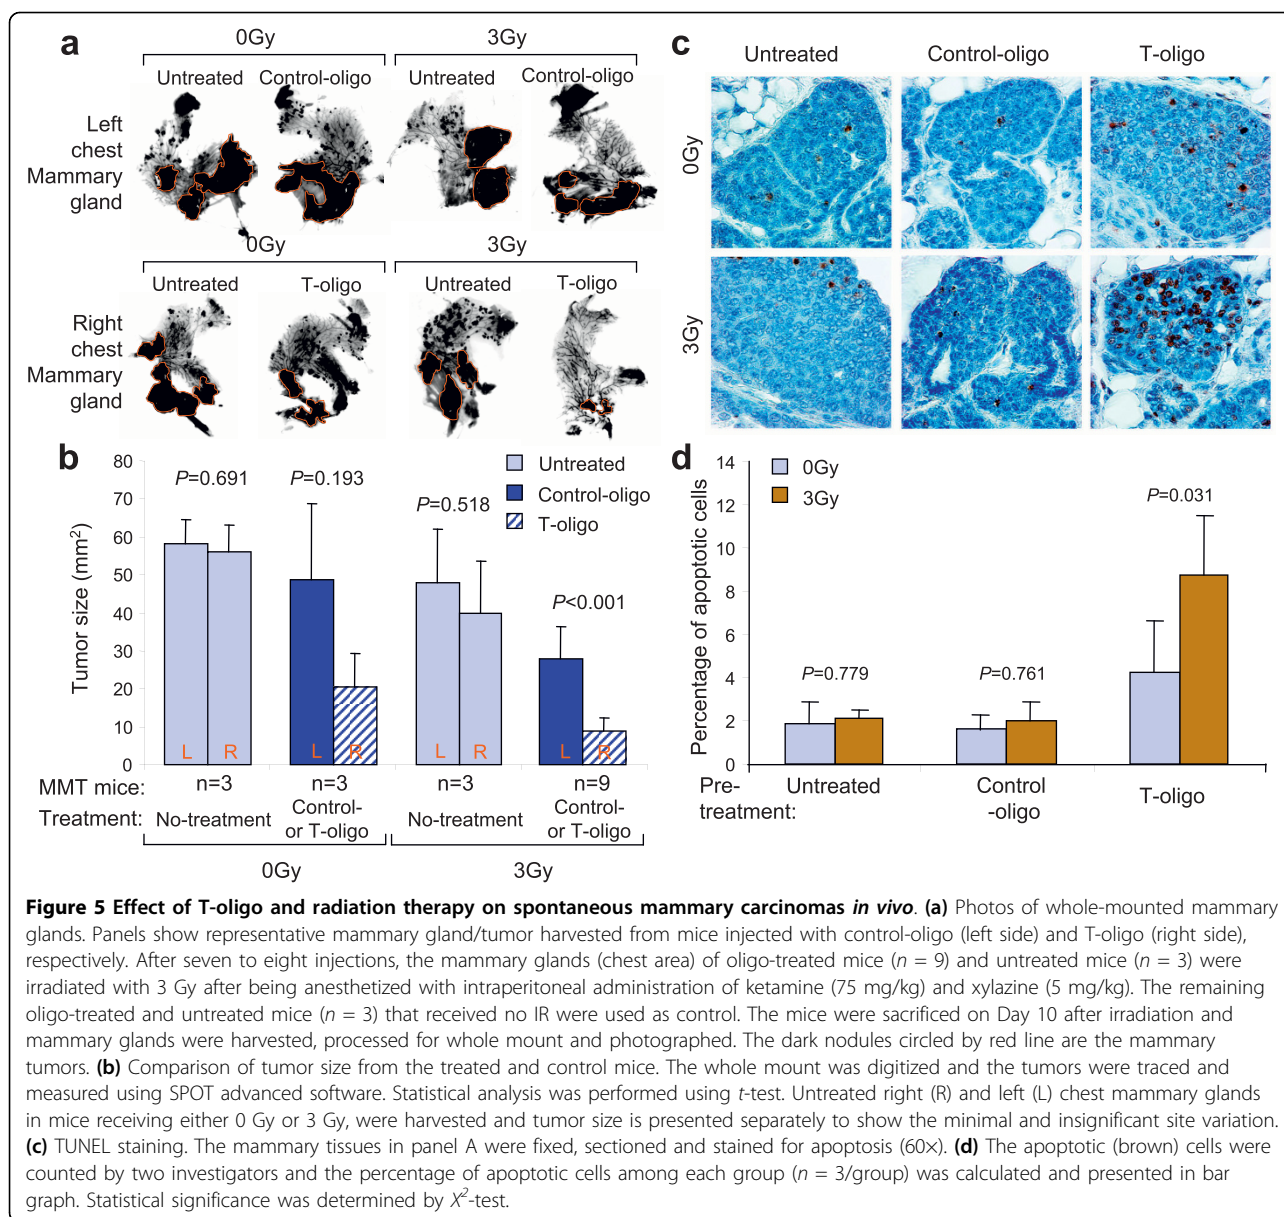 a
0Gy
3Gy
Untreated
Control-oligo
Untreated
Control-oligo
Left
chest
Mammary
gland
0Gy
3Gy
Untreated
T-oligo
Untreated
T-oligo
Right
chest
Mammary
gland
c
Untreated
Control-oligo
T-oligo
0Gy
3Gy
b
Tumor size (mm²)
80
70
60
50
40
30
20
10
0
P=0.691
P=0.193
P=0.518
P<0.001
Untreated
Control-oligo
T-oligo
L R L R L R L R
MMT mice: n=3 n=3 n=3 n=9
Treatment: No-treatment Control- or T-oligo No-treatment Control- or T-oligo
0Gy
3Gy
d
Percentage of apoptotic cells
14
12
10
8
6
4
2
0
0Gy
3Gy
P=0.779
P=0.761
P=0.031
Pre-
treatment:
Untreated
Control
-oligo
T-oligo
Figure 5 Effect of T-oligo and radiation therapy on spontaneous mammary carcinomas in vivo. (a) Photos of whole-mounted mammary
glands. Panels show representative mammary gland/tumor harvested from mice injected with control-oligo (left side) and T-oligo (right side),
respectively. After seven to eight injections, the mammary glands (chest area) of oligo-treated mice (n = 9) and untreated mice (n = 3) were
irradiated with 3 Gy after being anesthetized with intraperitoneal administration of ketamine (75 mg/kg) and xylazine (5 mg/kg). The remaining
oligo-treated and untreated mice (n = 3) that received no IR were used as control. The mice were sacrificed on Day 10 after irradiation and
mammary glands were harvested, processed for whole mount and photographed. The dark nodules circled by red line are the mammary
tumors. (b) Comparison of tumor size from the treated and control mice. The whole mount was digitized and the tumors were traced and
measured using SPOT advanced software. Statistical analysis was performed using t-test. Untreated right (R) and left (L) chest mammary glands
in mice receiving either 0 Gy or 3 Gy, were harvested and tumor size is presented separately to show the minimal and insignificant site variation.
(c) TUNEL staining. The mammary tissues in panel A were fixed, sectioned and stained for apoptosis (60×). (d) The apoptotic (brown) cells were
counted by two investigators and the percentage of apoptotic cells among each group (n = 3/group) was calculated and presented in bar
graph. Statistical significance was determined by X²-test.